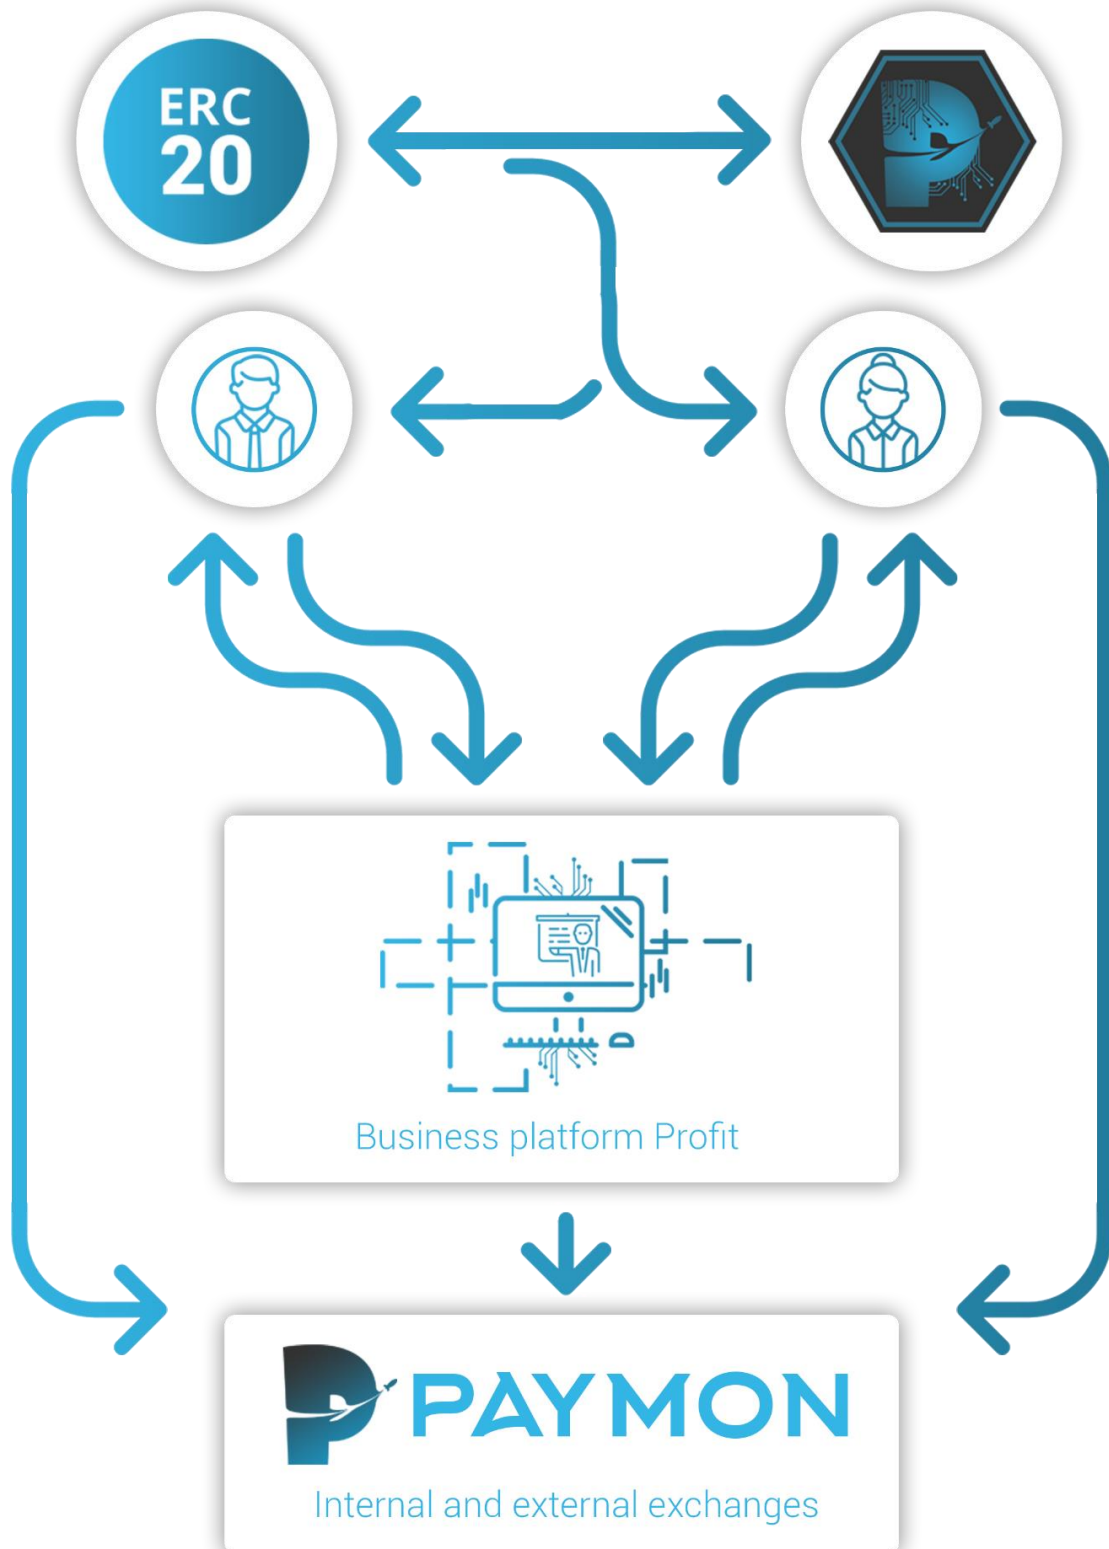 ERC
20
Business platform Profit
PAYMON
Internal and external exchanges